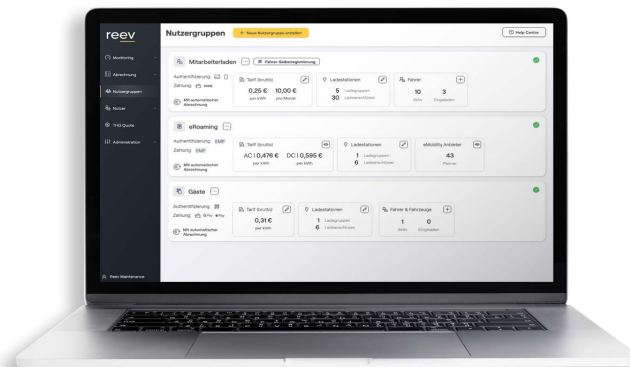 reev
Nutzergruppen
+ Neue Nutzergruppe erstellen
Help Centre
Monitoring
Abrechnung
Nutzergruppen
Nutzer
THG Quote
Administration
Reev Maintenance
Mitarbeiterladen
Fahrer-Selbstregistrierung
Authentifizierung:
Zahlung: SEPA
Mit automatischer
Abrechnung
Tarif (brutto)
0,25 € 10,00 €
per kWh pro Monat
Ladestationen
5 Ladegruppen
30 Ladeanschlüsse
Fahrer
10 3
Aktiv Eingeladen
eRoaming
Authentifizierung: EMP
Zahlung: EMP
Mit automatischer
Abrechnung
Tarif (brutto)
AC | 0,476 € DC | 0,595 €
per kWh per kWh
Ladestationen
1 Ladegruppen
6 Ladeanschlüsse
eMobility Anbieter
43
Partner
Gäste
Authentifizierung:
Zahlung: G Pay Pay
Mit automatischer
Abrechnung
Tarif (brutto)
0,31 €
per kWh
Ladestationen
1 Ladegruppen
6 Ladeanschlüsse
Fahrer & Fahrzeuge
1 0
Aktiv Eingeladen